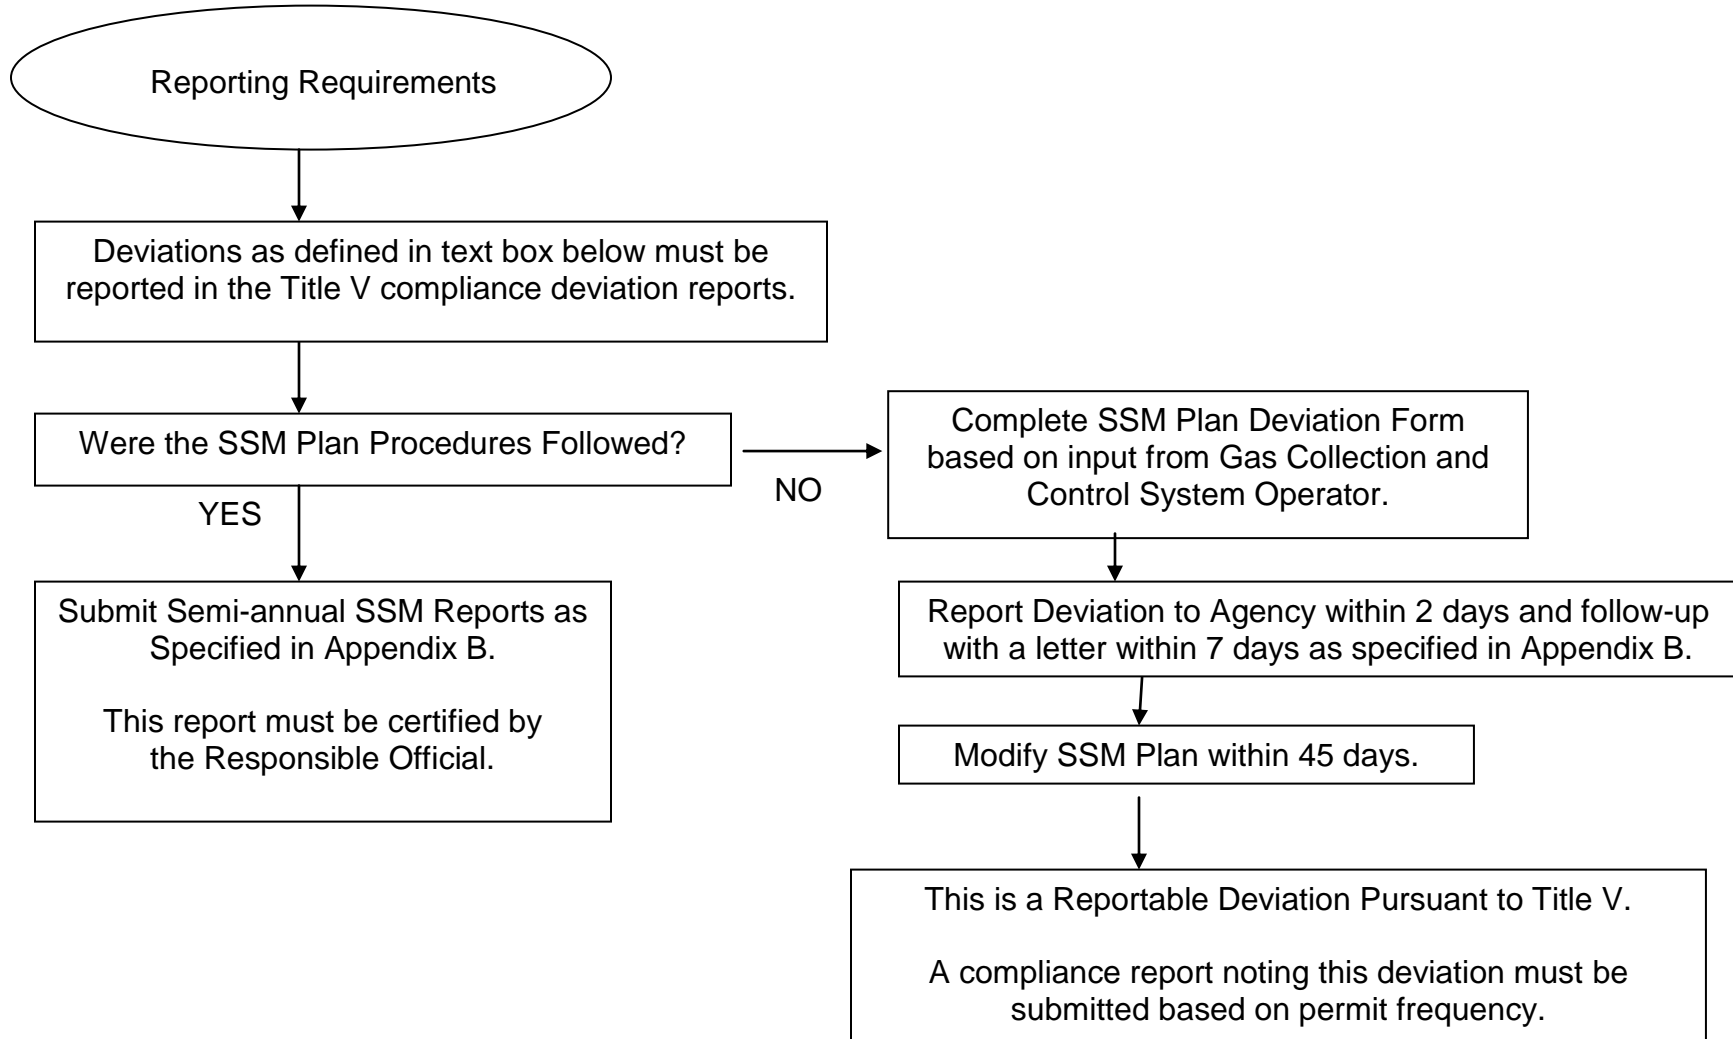 Reporting Requirements
Deviations as defined in text box below must be
reported in the Title V compliance deviation reports.
Were the SSM Plan Procedures Followed?
NO
YES
Complete SSM Plan Deviation Form
based on input from Gas Collection and
Control System Operator.
Submit Semi-annual SSM Reports as
Specified in Appendix B.
This report must be certified by
the Responsible Official.
Report Deviation to Agency within 2 days and follow-up
with a letter within 7 days as specified in Appendix B.
Modify SSM Plan within 45 days.
This is a Reportable Deviation Pursuant to Title V.
A compliance report noting this deviation must be
submitted based on permit frequency.